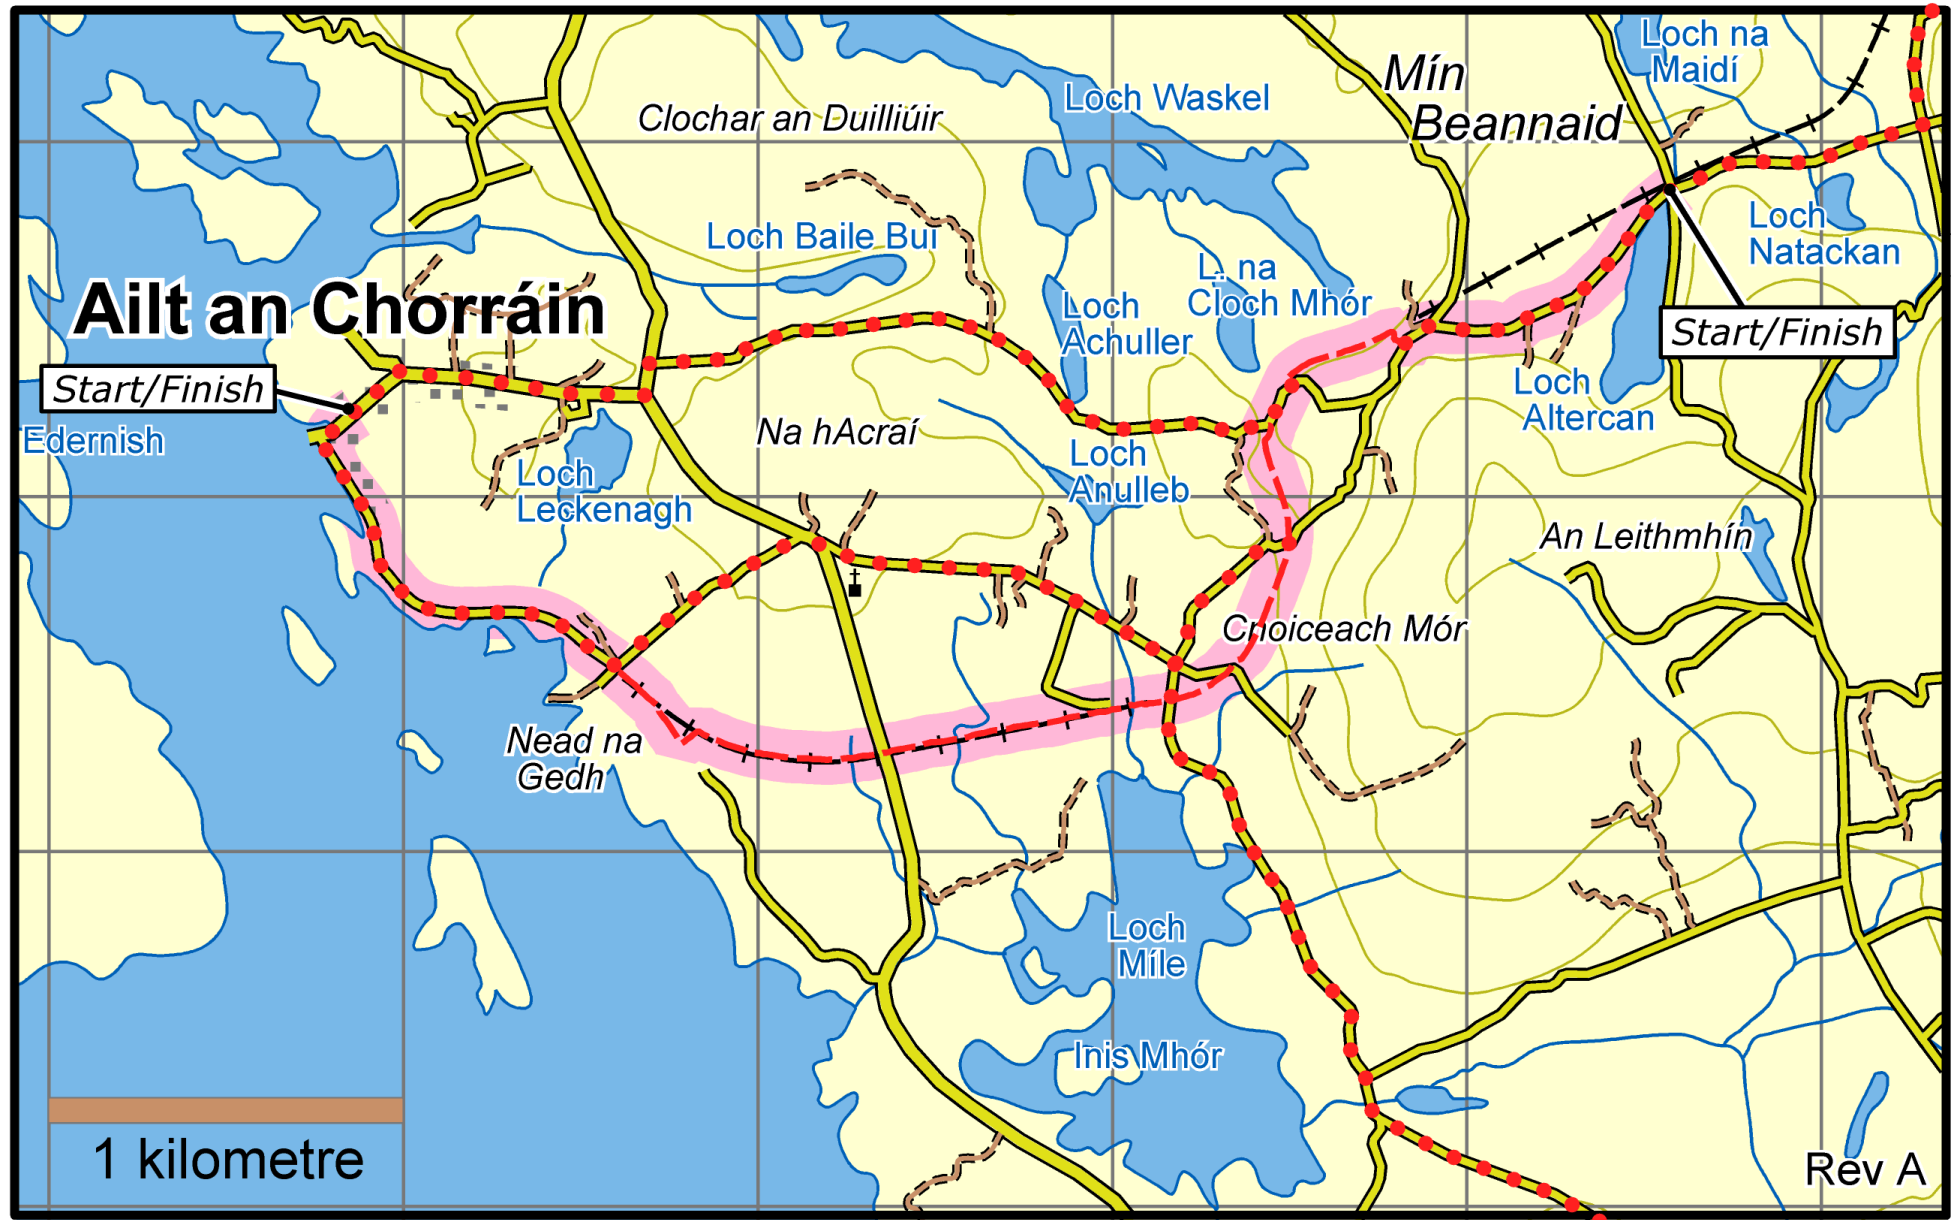 Loch na
Maidí
Mín
Beannaid
Loch Waskel
Clochar an Duilliúir
Loch
Natackan
Loch Baile Bui
L. na
Cloch Mhór
Ailt an Chorráin
Loch
Achuller
Start/Finish
Start/Finish
Loch
Altercan
Edernish
Na hAcraí
Loch
Anulleb
Loch
Leckenagh
An Leithmhín
Cnoiceach Mór
Nead na
Gedh
Loch
Míle
Inis Mhór
1 kilometre
Rev A